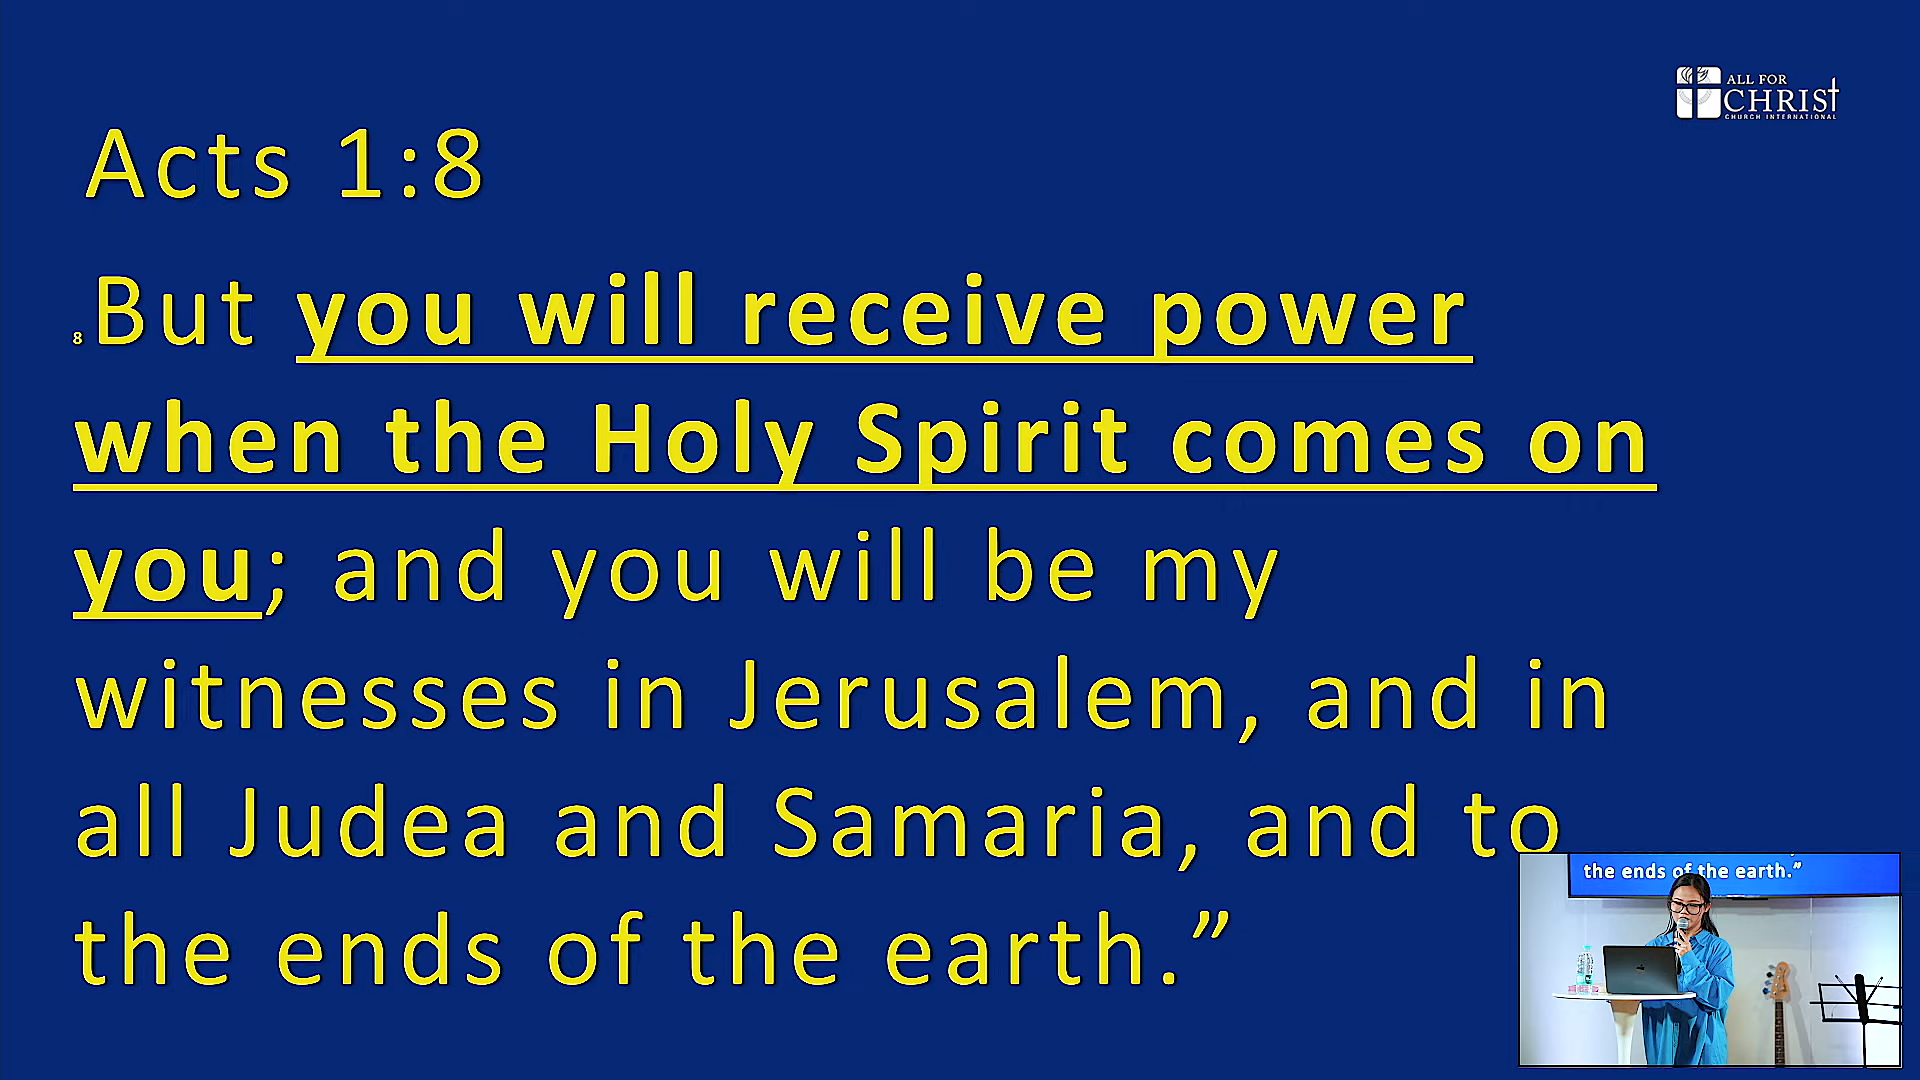 ALL FOR
CHRIST
CHURCH INTERNATIONAL
Acts 1:8
8 But you will receive power
when the Holy Spirit comes on
you; and you will be my
witnesses in Jerusalem, and in
all Judea and Samaria, and to
the ends of the earth.”
the ends of the earth.”